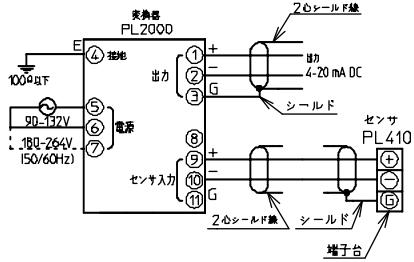 変換器
PL2000
2心シールド線
E
④ 接地
100Ω以下
出力
① +
② -
③ G
出力
4-20 mA DC
シールド
⑤
⑥
⑦
電源
90-132V
180-264V
(50/60Hz)
⑧
センサ入力
⑨ +
⑩ -
⑪ G
2心シールド線
シールド
センサ
PL410
+
-
G
端子台